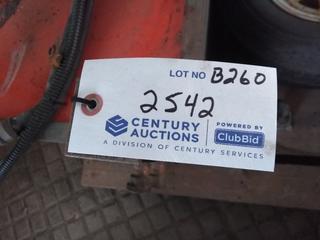 LOT NO B260
2542
CENTURY AUCTIONS
POWERED BY
ClubBid
A DIVISION OF CENTURY SERVICES